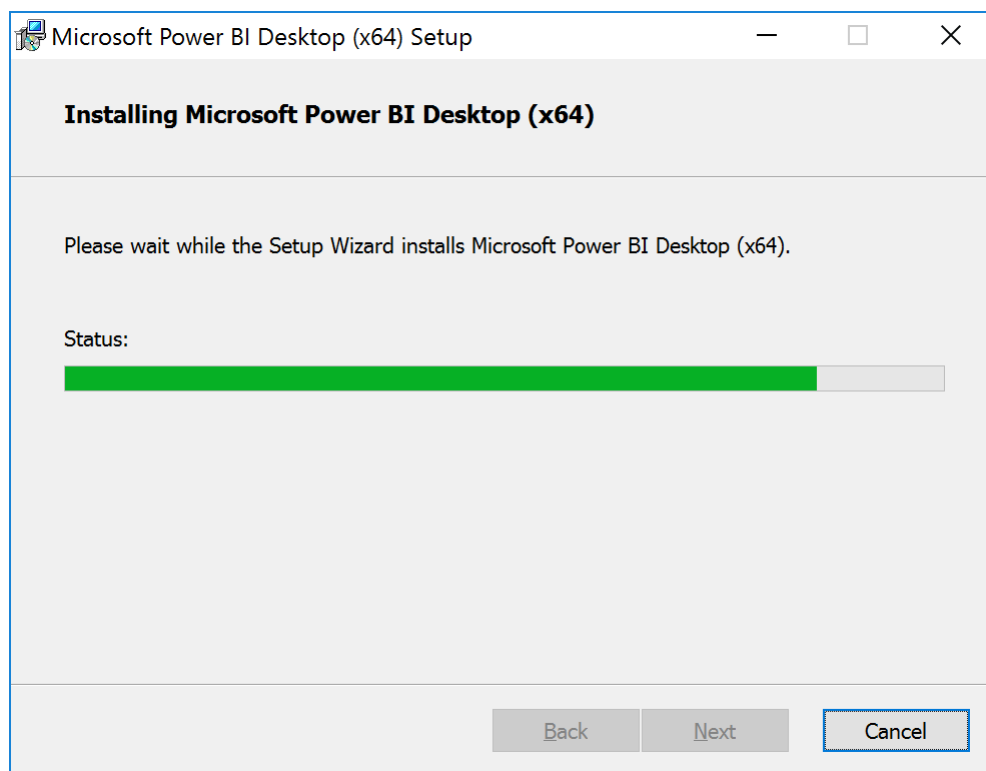 Microsoft Power BI Desktop (x64) Setup
Installing Microsoft Power BI Desktop (x64)
Please wait while the Setup Wizard installs Microsoft Power BI Desktop (x64).
Status:
Back Next Cancel